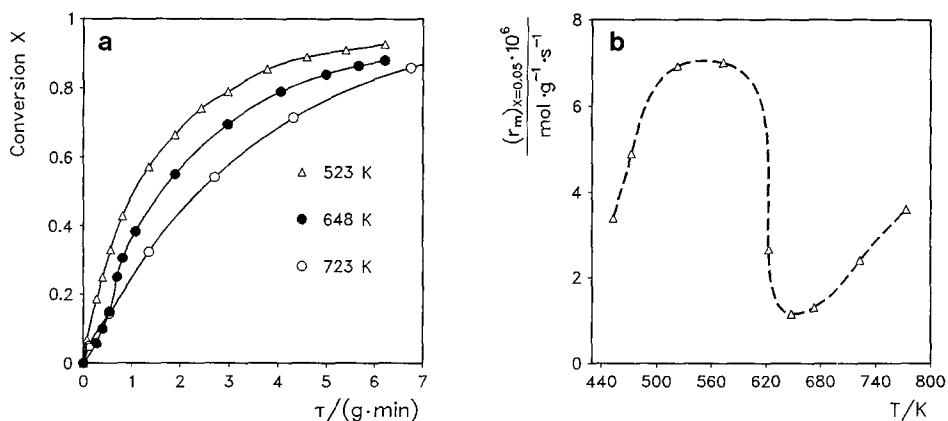 a
Conversion X
1
0.8
0.6
0.4
0.2
0
0 1 2 3 4 5 6 7
τ/(g·min)
△ 523 K
● 648 K
○ 723 K
b
(r_m)_{X=0.05}·10^6
mol·g^{-1}·s^{-1}
8
6
4
2
0
440 500 560 620 680 740 800
T/K